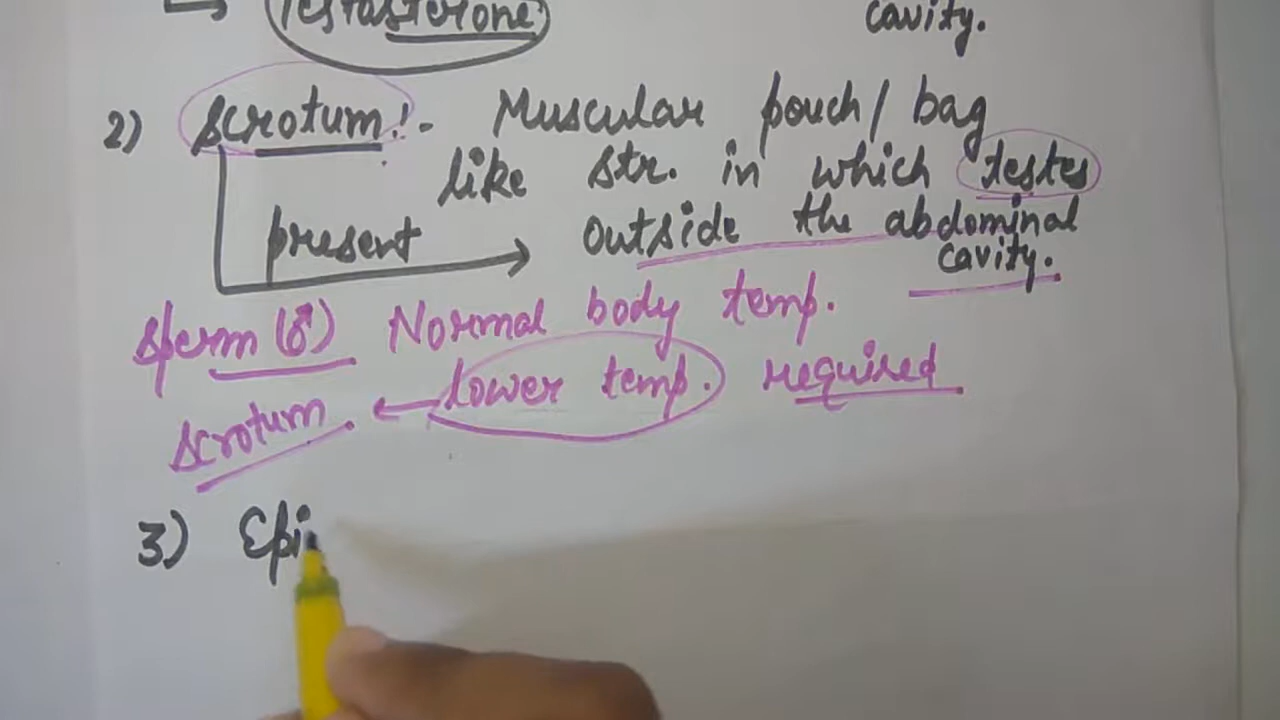 Testosterone
cavity.
2) Scrotum :- Muscular pouch/ bag
like str. in which testes
present → outside the abdominal
cavity.
Sperm (♂) Normal body temp.
Scrotum. ← lower temp. required
3) Epi